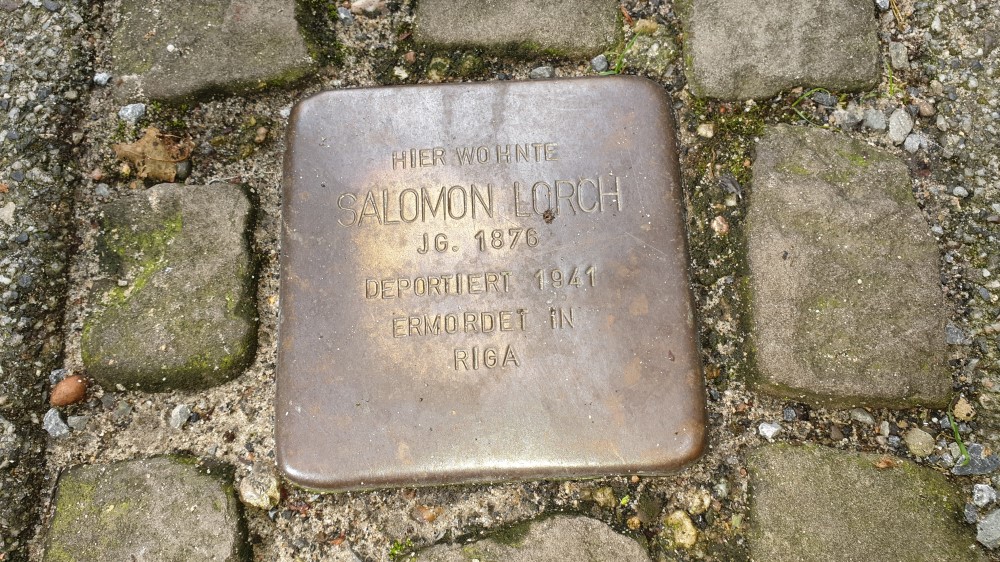 HIER WOHNTE
SALOMON LORCH
JG. 1876
DEPORTIERT 1941
ERMORDET IN
RIGA